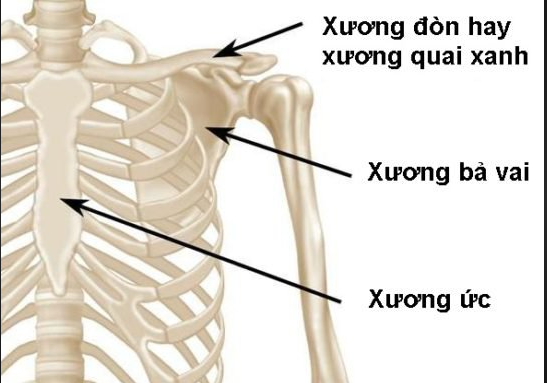 Xương đòn hay
xương quai xanh
Xương bả vai
Xương ức